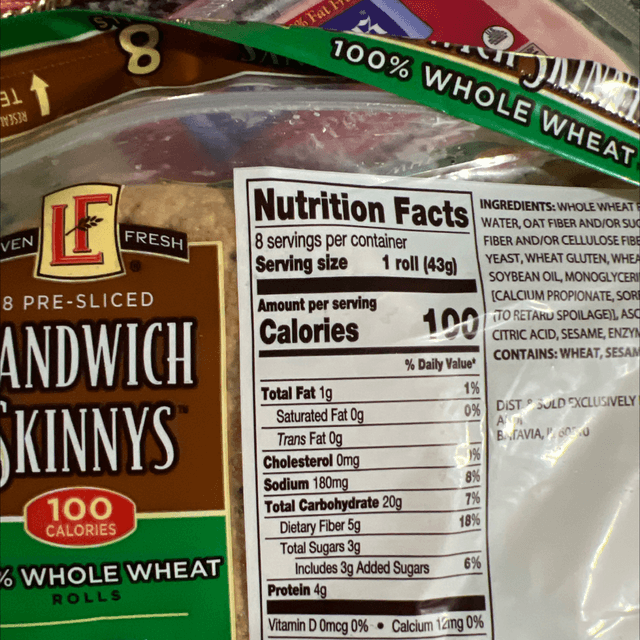 8
100% WHOLE WHEAT
LF
FRESH
8 PRE-SLICED
SKINNYS
100
CALORIES
% WHOLE WHEAT
ROLLS
Nutrition Facts
8 servings per container
Serving size 1 roll (43g)
Amount per serving
Calories 100
% Daily Value*
Total Fat 1g 1%
Saturated Fat 0g 0%
Trans Fat 0g
Cholesterol 0mg 0%
Sodium 180mg 8%
Total Carbohydrate 20g 7%
Dietary Fiber 5g 18%
Total Sugars 3g
Includes 3g Added Sugars 6%
Protein 4g
Vitamin D 0mcg 0% • Calcium 12mg 0%
INGREDIENTS: WHOLE WHEAT
WATER, OAT FIBER AND/OR
FIBER AND/OR CELLULOSE
YEAST, WHEAT GLUTEN,
SOYBEAN OIL,
[CALCIUM PROPIONATE,
(TO RETARD SPOILAGE)],
CITRIC ACID, SESAME,
CONTAINS: WHEAT,
DIST. & SOLD EXCLUSIVELY
BATAVIA,